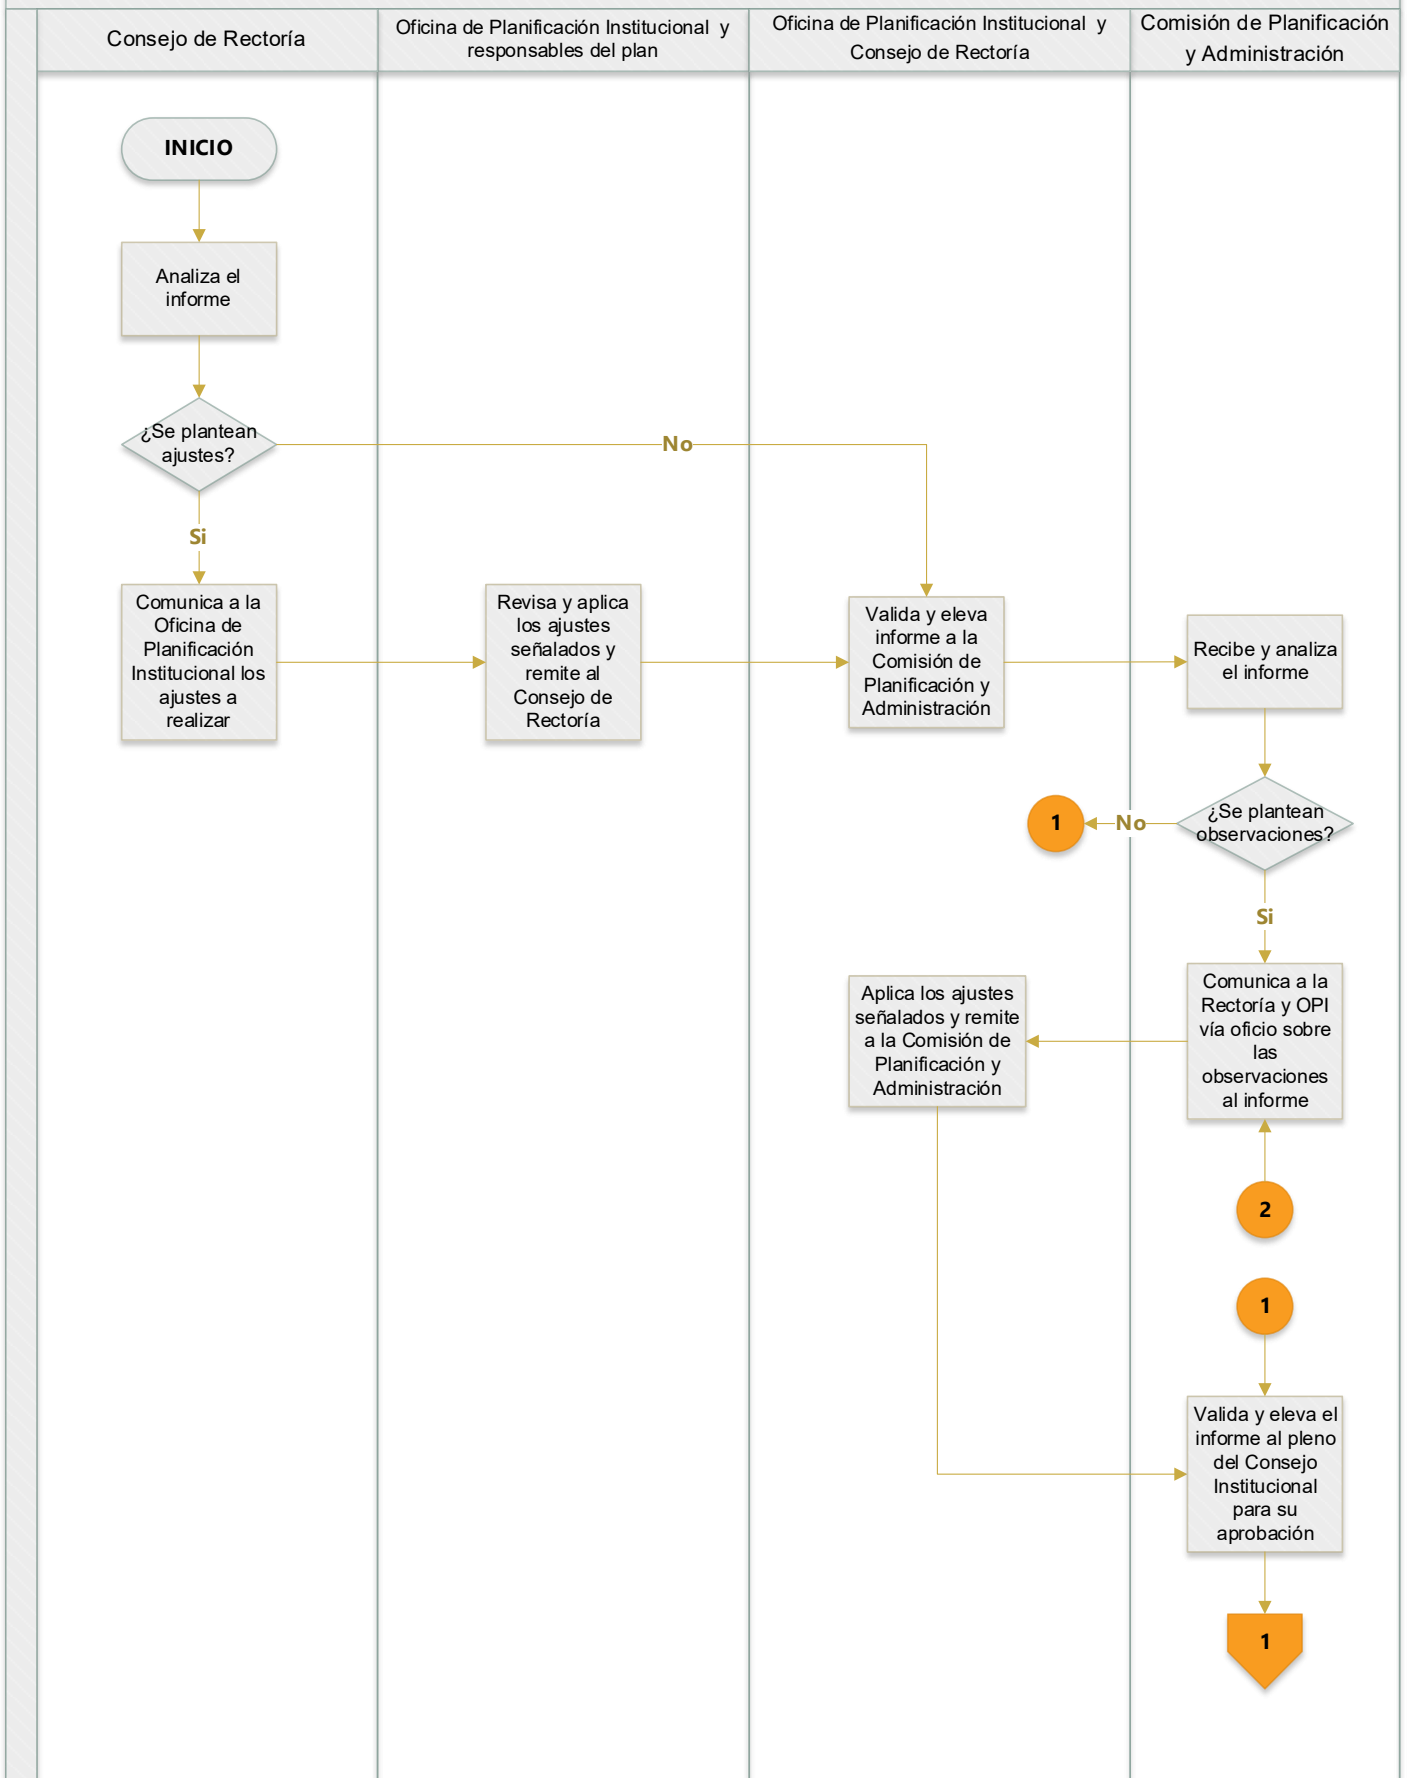 Consejo de Rectoría
Oficina de Planificación Institucional y
responsables del plan
Oficina de Planificación Institucional y
Consejo de Rectoría
Comisión de Planificación
y Administración
INICIO
Analiza el
informe
¿Se plantean
ajustes?
No
Si
Comunica a la
Oficina de
Planificación
Institucional los
ajustes a
realizar
Revisa y aplica
los ajustes
señalados y
remite al
Consejo de
Rectoría
Valida y eleva
informe a la
Comisión de
Planificación y
Administración
Recibe y analiza
el informe
¿Se plantean
observaciones?
No
1
Si
Comunica a la
Rectoría y OPI
vía oficio sobre
las
observaciones
al informe
Aplica los ajustes
señalados y remite
a la Comisión de
Planificación y
Administración
2
1
Valida y eleva el
informe al pleno
del Consejo
Institucional
para su
aprobación
1